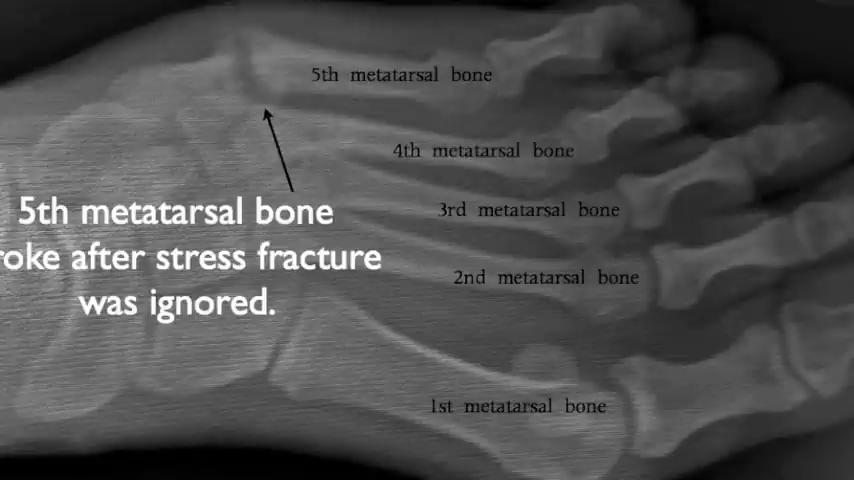 5th metatarsal bone
4th metatarsal bone
3rd metatarsal bone
2nd metatarsal bone
1st metatarsal bone
5th metatarsal bone
roke after stress fracture
was ignored.